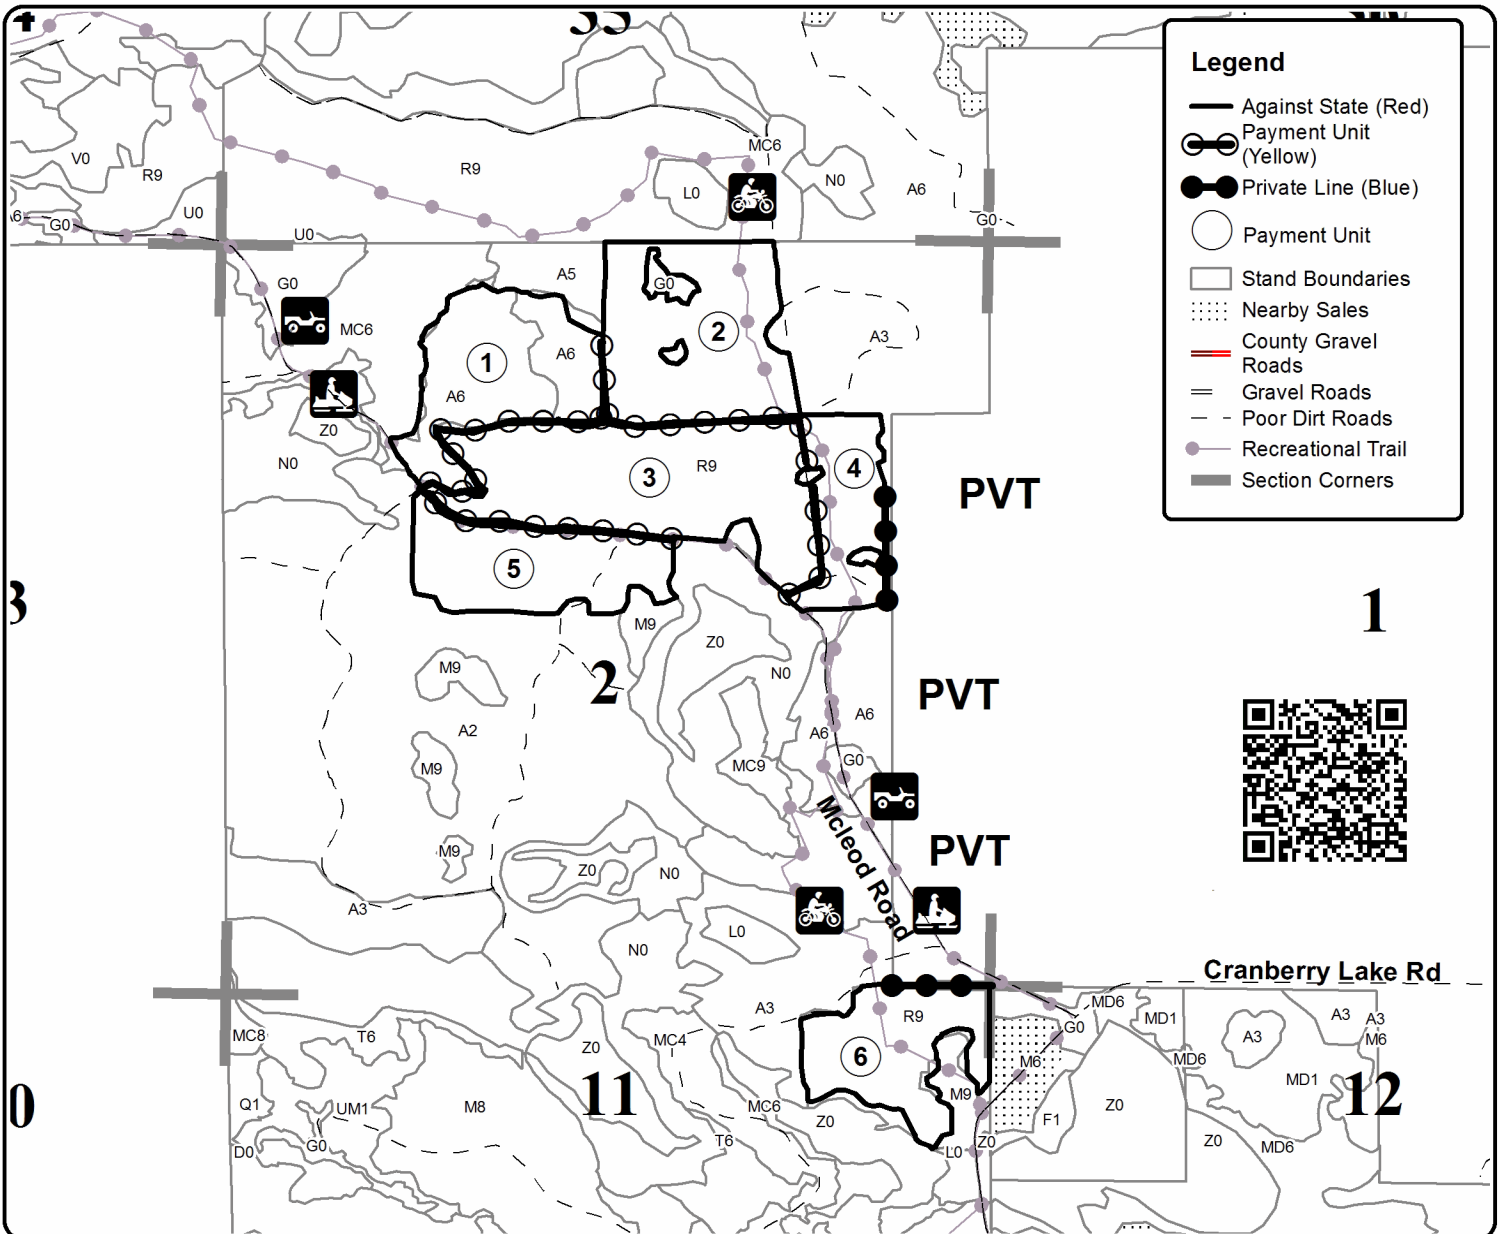 4
35
36
Legend
Against State (Red)
Payment Unit
(Yellow)
Private Line (Blue)
Payment Unit
Stand Boundaries
Nearby Sales
County Gravel
Roads
Gravel Roads
Poor Dirt Roads
Recreational Trail
Section Corners
MC6
V0
R9
R9
L0
N0
A6
U0
A6
G0
G0
U0
A5
G0
G0
MC6
1
A6
2
A3
A6
Z0
N0
3
R9
4
PVT
5
3
1
M9
Z0
N0
2
M9
PVT
A6
A2
A6
M9
MC9
G0
Mcleod Road
PVT
M9
Z0
N0
A3
L0
N0
Cranberry Lake Rd
A3
R9
MD6
MD1
G0
A3
A3
M6
MC8
T6
Z0
MC4
6
M6
A3
MD6
MD1
M9
Q1
UM1
M8
11
MC6
Z0
F1
Z0
12
0
D0
G0
T6
L0
Z0
Z0
MD6